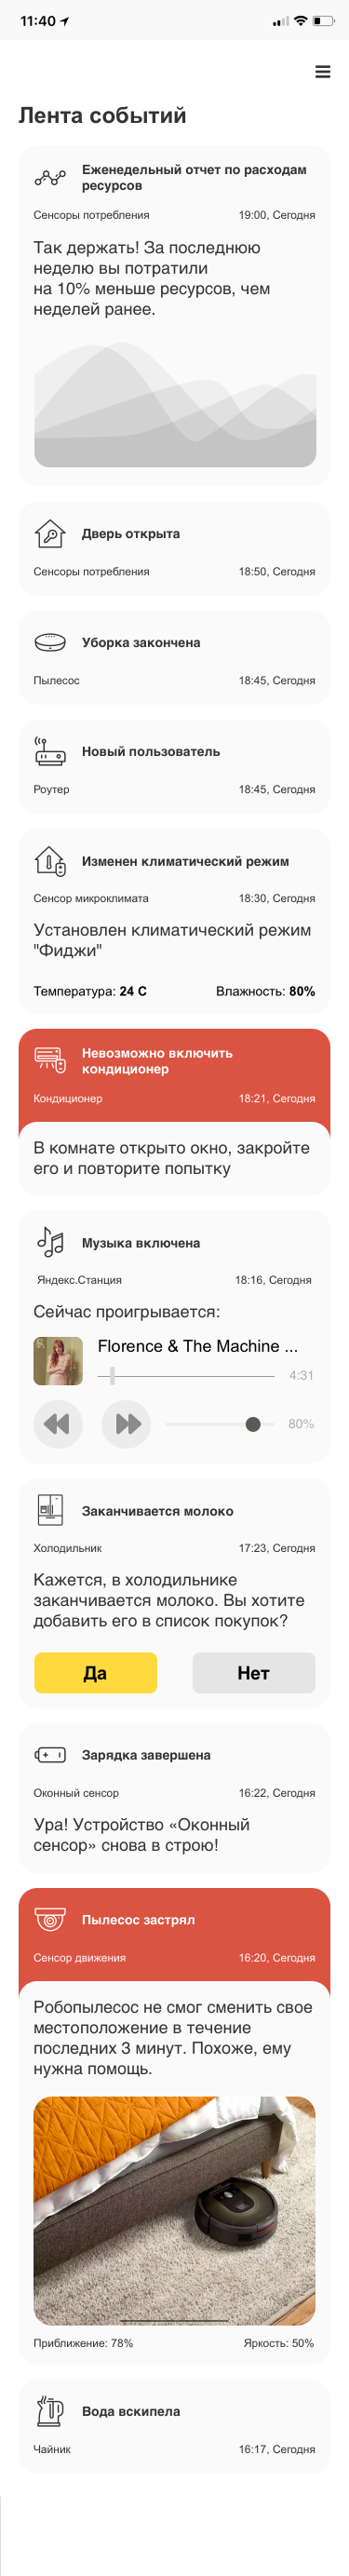 11:40
Лента событий
Еженедельный отчет по расходам
ресурсов
Сенсоры потребления 19:00, Сегодня
Так держать! За последнюю
неделю вы потратили
на 10% меньше ресурсов, чем
неделей ранее.
Дверь открыта
Сенсоры потребления 18:50, Сегодня
Уборка закончена
Пылесос 18:45, Сегодня
Новый пользователь
Роутер 18:45, Сегодня
Изменен климатический режим
Сенсор микроклимата 18:30, Сегодня
Установлен климатический режим
"Фиджи"
Температура: 24 C Влажность: 80%
Невозможно включить
кондиционер
Кондиционер 18:21, Сегодня
В комнате открыто окно, закройте
его и повторите попытку
Музыка включена
Яндекс.Станция 18:16, Сегодня
Сейчас проигрывается:
Florence & The Machine ...
4:31
80%
Заканчивается молоко
Холодильник 17:23, Сегодня
Кажется, в холодильнике
заканчивается молоко. Вы хотите
добавить его в список покупок?
Да Нет
Зарядка завершена
Оконный сенсор 16:22, Сегодня
Ура! Устройство «Оконный
сенсор» снова в строю!
Пылесос застрял
Сенсор движения 16:20, Сегодня
Робопылесос не смог сменить свое
местоположение в течение
последних 3 минут. Похоже, ему
нужна помощь.
Приближение: 78% Яркость: 50%
Вода вскипела
Чайник 16:17, Сегодня